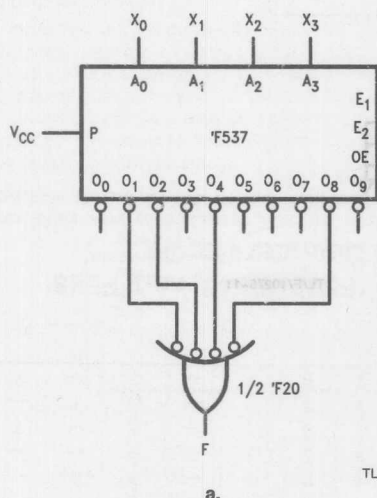 X0 X1 X2 X3
A0 A1 A2 A3
E1
VCC P 'F537 E2
OE
O0 O1 O2 O3 O4 O5 O6 O7 O8 O9
1/2 'F20
F
TL
a.